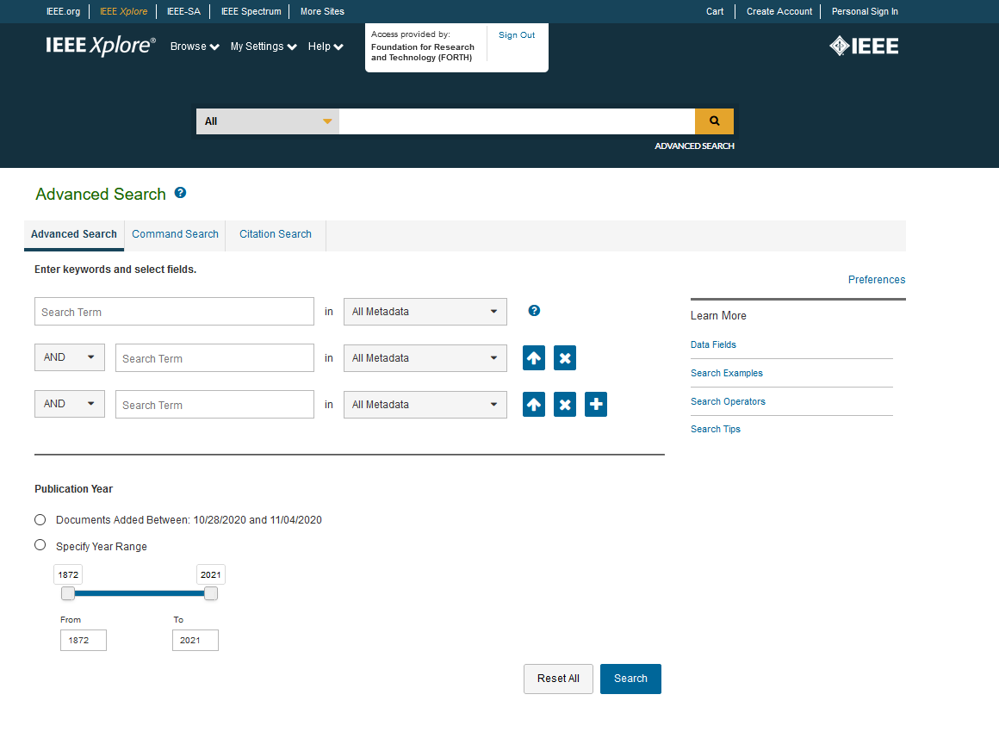 IEEE.org IEEE Xplore IEEE-SA IEEE Spectrum More Sites Cart Create Account Personal Sign In
IEEE Xplore® Browse My Settings Help
Access provided by:
Foundation for Research
and Technology (FORTH)
Sign Out
IEEE
All
ADVANCED SEARCH
Advanced Search ?
Advanced Search Command Search Citation Search
Enter keywords and select fields.
Preferences
Search Term in All Metadata ?
AND Search Term in All Metadata
AND Search Term in All Metadata
Learn More
Data Fields
Search Examples
Search Operators
Search Tips
Publication Year
Documents Added Between: 10/28/2020 and 11/04/2020
Specify Year Range
1872 2021
From To
1872 2021
Reset All Search